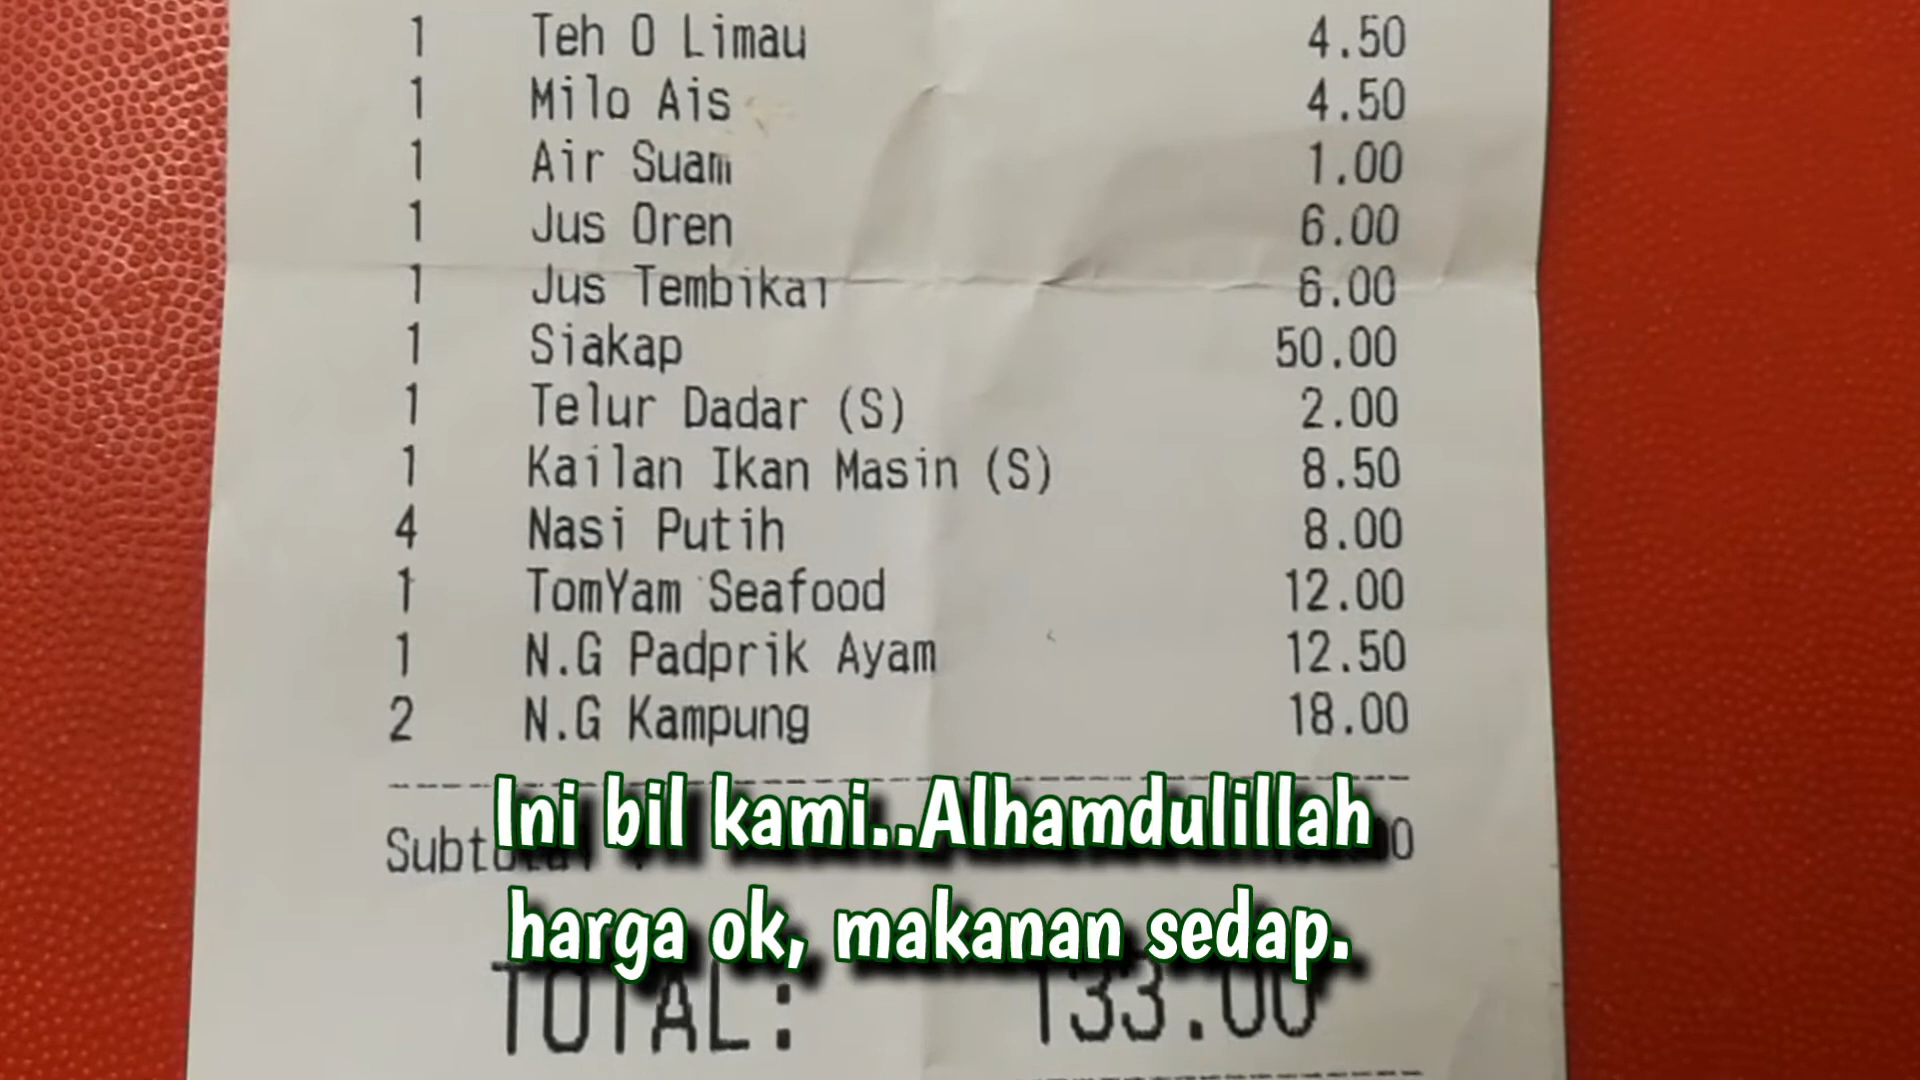 1 Teh O Limau 4.50
1 Milo Ais 4.50
1 Air Suam 1.00
1 Jus Oren 6.00
1 Jus Tembikai 6.00
1 Siakap 50.00
1 Telur Dadar (S) 2.00
1 Kailan Ikan Masin (S) 8.50
4 Nasi Putih 8.00
1 TomYam Seafood 12.00
1 N.G Padprik Ayam 12.50
2 N.G Kampung 18.00
Subtotal :
Ini bil kami..Alhamdulillah
harga ok, makanan sedap.
TOTAL: 133.00